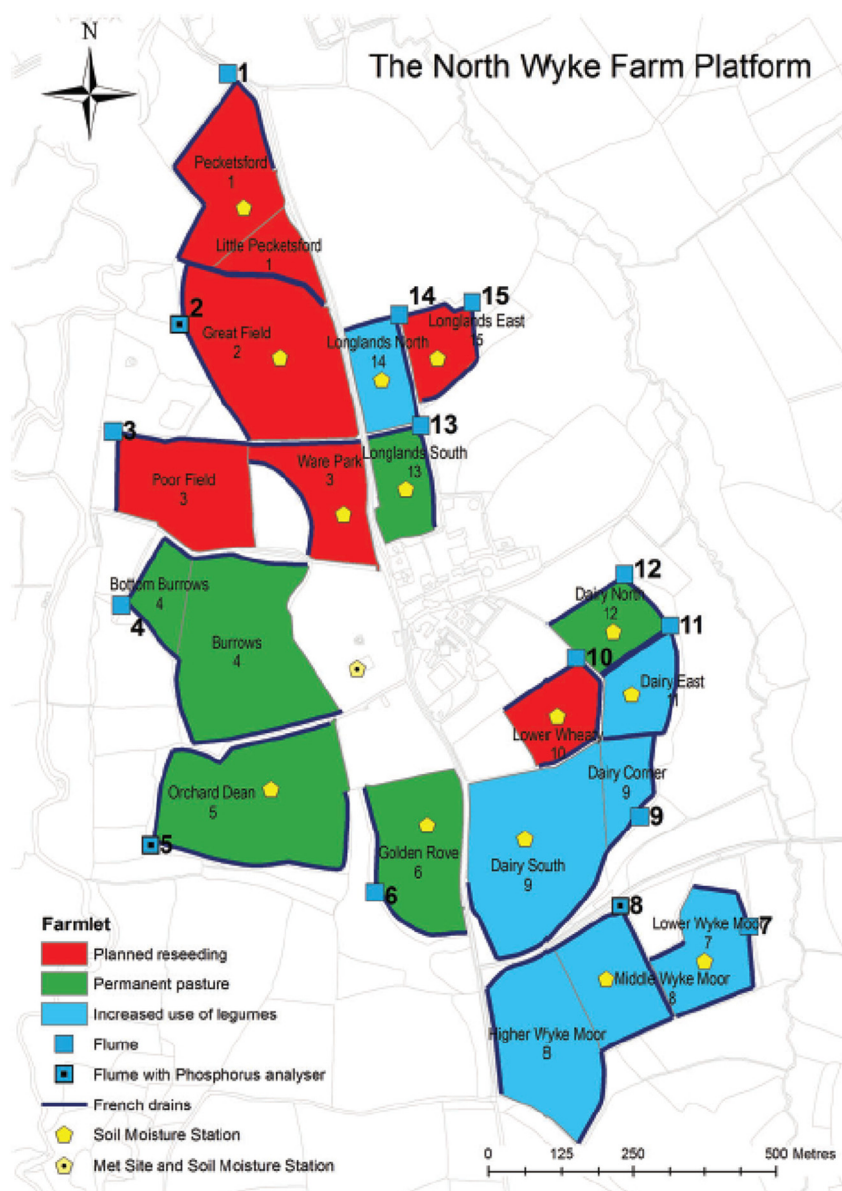 N
The North Wyke Farm Platform
1
Pecketsford
1
Little Pecketsford
1
2
Great Field
2
14
15
Longlands East
15
Longlands North
14
3
13
Poor Field
3
Ware Park
3
Longlands South
13
Bottom Burrows
4
4
Burrows
4
12
Dairy North
12
11
10
Dairy East
11
Lower Wheaty
10
Orchard Dean
5
5
Dairy Corner
9
9
Golden Rove
6
6
Dairy South
9
8
Lower Wyke Moor
7
7
Middle Wyke Moor
8
Higher Wyke Moor
B
Farmlet
Planned reseeding
Permanent pasture
Increased use of legumes
Flume
Flume with Phosphorus analyser
French drains
Soil Moisture Station
Met Site and Soil Moisture Station
0 125 250 500 Metres